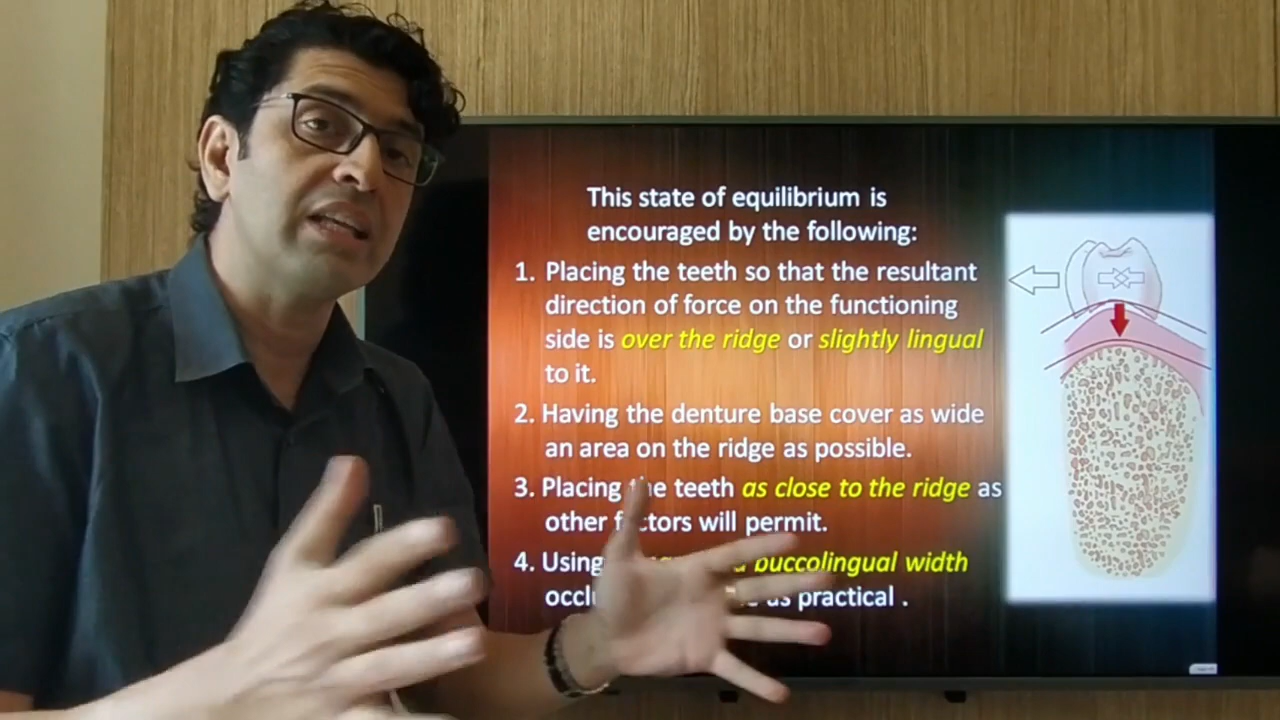 This state of equilibrium is
encouraged by the following:
1. Placing the teeth so that the resultant
direction of force on the functioning
side is over the ridge or slightly lingual
to it.
2. Having the denture base cover as wide
an area on the ridge as possible.
3. Placing the teeth as close to the ridge as
other factors will permit.
4. Using buccolingual width
as practical .